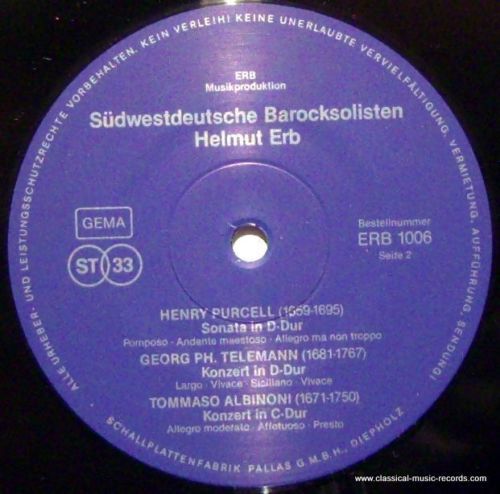 ALLE URHEBER- UND LEISTUNGSSCHUTZRECHTE VORBEHALTEN. KEIN VERLEIH! KEINE UNERLAUBTE VERVIELFÄLTIGUNG, VERMIETUNG, AUFFÜHRUNG, SENDUNG!
ERB
Musikproduktion
Südwestdeutsche Barocksolisten
Helmut Erb
GEMA
ST 33
Bestellnummer
ERB 1006
Seite 2
HENRY PURCELL (1659-1695)
Sonata in D-Dur
Pomposo · Andente maestoso · Allegro ma non troppo
GEORG PH. TELEMANN (1681-1767)
Konzert in D-Dur
Largo · Vivace · Siciliano · Vivace
TOMMASO ALBINONI (1671-1750)
Konzert in C-Dur
Allegro moderato · Affetuoso · Presto
SCHALLPLATTENFABRIK PALLAS G.M.B.H., DIEPHOLZ
www.classical-music-records.com